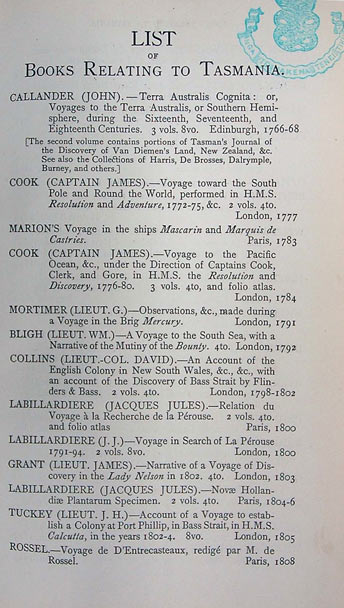 LIST
OF
BOOKS RELATING TO TASMANIA.
CALLANDER (JOHN).—Terra Australis Cognita: or,
Voyages to the Terra Australis, or Southern Hemi-
sphere, during the Sixteenth, Seventeenth, and
Eighteenth Centuries. 3 vols. 8vo. Edinburgh, 1766-68
[The second volume contains portions of Tasman's Journal of
the Discovery of Van Diemen's Land, New Zealand, &c.
See also the Collections of Harris, De Brosses, Dalrymple,
Burney, and others.]
COOK (CAPTAIN JAMES).—Voyage toward the South
Pole and Round the World, performed in H.M.S.
Resolution and Adventure, 1772-75, &c. 2 vols. 4to.
London, 1777
MARION'S Voyage in the ships Mascarin and Marquis de
Castries. Paris, 1783
COOK (CAPTAIN JAMES).—Voyage to the Pacific
Ocean, &c., under the Direction of Captains Cook,
Clerk, and Gore, in H.M.S. the Resolution and
Discovery, 1776-80. 3 vols. 4to, and folio atlas.
London, 1784
MORTIMER (LIEUT. G.)—Observations, &c., made during
a Voyage in the Brig Mercury. London, 1791
BLIGH (LIEUT. WM.)—A Voyage to the South Sea, with a
Narrative of the Mutiny of the Bounty. 4to. London, 1792
COLLINS (LIEUT.-COL. DAVID).—An Account of the
English Colony in New South Wales, &c., &c., with
an account of the Discovery of Bass Strait by Flin-
ders & Bass. 2 vols. 4to. London, 1798-1802
LABILLARDIERE (JACQUES JULES).—Relation du
Voyage à la Recherche de la Pérouse. 2 vols. 4to.
and folio atlas Paris, 1800
LABILLARDIERE (J. J.)—Voyage in Search of La Pérouse
1791-94. 2 vols. 8vo. London, 1800
GRANT (LIEUT. JAMES).—Narrative of a Voyage of Dis-
covery in the Lady Nelson in 1802. 4to. London, 1803
LABILLARDIERE (JACQUES JULES).—Novæ Hollan-
diæ Plantarum Specimen. 2 vols. 4to. Paris, 1804-6
TUCKEY (LIEUT. J. H.)—Account of a Voyage to estab-
lish a Colony at Port Phillip, in Bass Strait, in H.M.S.
Calcutta, in the years 1802-4. 8vo. London, 1805
ROSSEL.—Voyage de D'Entrecasteaux, redigé par M. de
Rossel. Paris, 1808